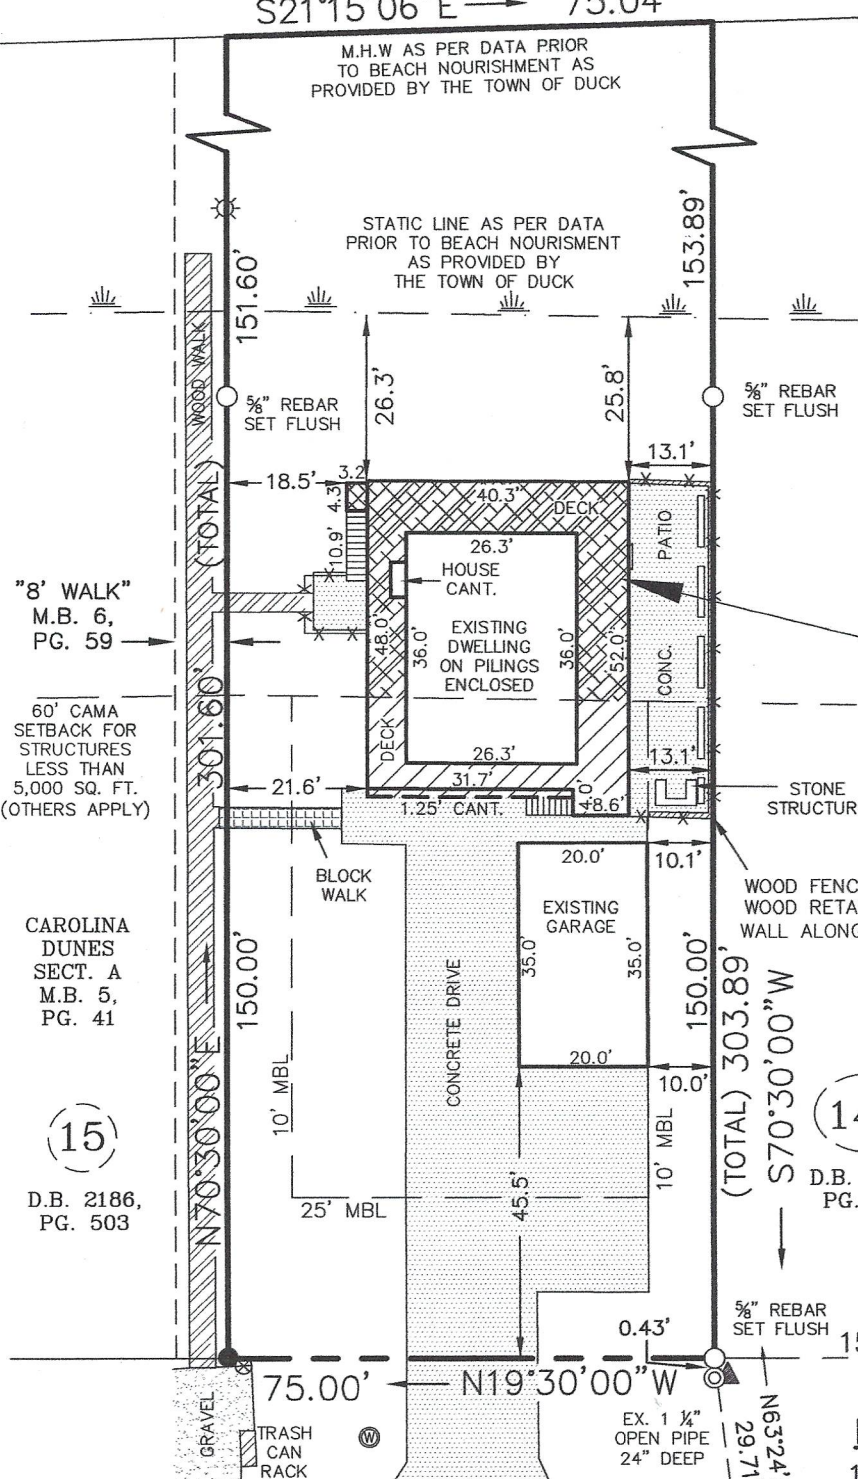 S21°15'06"E 75.04'
M.H.W AS PER DATA PRIOR
TO BEACH NOURISHMENT AS
PROVIDED BY THE TOWN OF DUCK
STATIC LINE AS PER DATA
PRIOR TO BEACH NOURISMENT
AS PROVIDED BY
THE TOWN OF DUCK
151.60'
153.89'
WOOD WALK
26.3'
25.8'
⅝" REBAR
SET FLUSH
⅝" REBAR
SET FLUSH
13.1'
18.5'
3.2
4.3'
10.9'
40.3'
DECK
26.3'
HOUSE
CANT.
PATIO
CONC.
"8' WALK"
M.B. 6,
PG. 59
EXISTING
DWELLING
ON PILINGS
ENCLOSED
48.0'
36.0'
36.0'
52.0'
60' CAMA
SETBACK FOR
STRUCTURES
LESS THAN
5,000 SQ. FT.
(OTHERS APPLY)
301.60'
(TOTAL)
DECK
26.3'
31.7'
1.25' CANT.
4.0'
8.6'
13.1'
21.6'
STONE
STRUCTUR
BLOCK
WALK
20.0'
10.1'
EXISTING
GARAGE
35.0'
35.0'
20.0'
10.0'
WOOD FENC
WOOD RETA
WALL ALONG
CAROLINA
DUNES
SECT. A
M.B. 5,
PG. 41
150.00'
CONCRETE DRIVE
150.00'
(TOTAL) 303.89'
S70°30'00"W
N70°30'00"E
10' MBL
10' MBL
15
14
D.B. 2186,
PG. 503
D.B.
PG.
25' MBL
45.5'
⅝" REBAR
SET FLUSH
0.43'
15
75.00' N19°30'00"W
GRAVEL
TRASH
CAN
RACK
W
EX. 1 ¼"
OPEN PIPE
24" DEEP
N63°24'
29.71